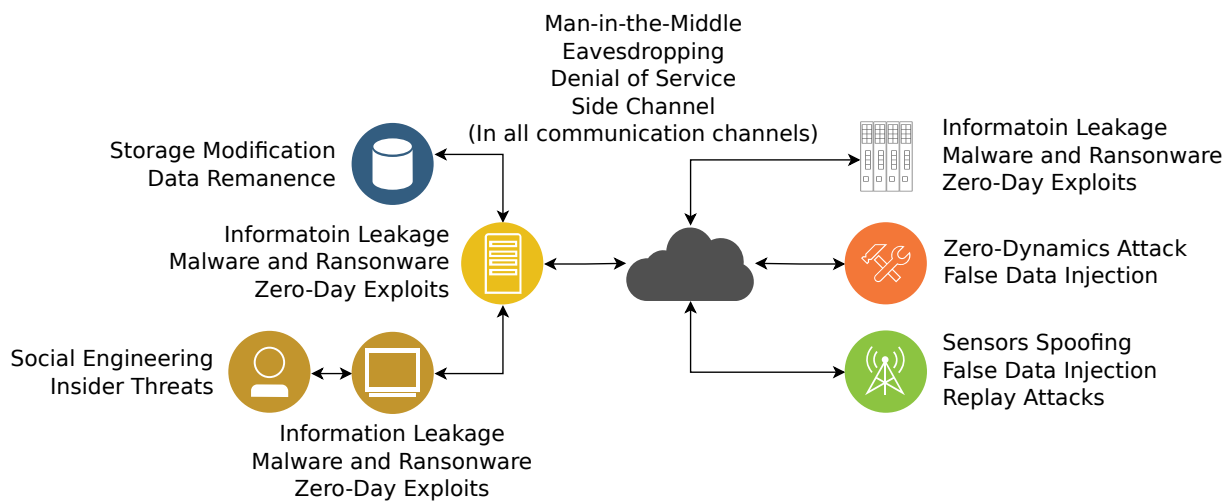 Man-in-the-Middle
Eavesdropping
Denial of Service
Side Channel
(In all communication channels)
Storage Modification
Data Remanence
Informatoin Leakage
Malware and Ransonware
Zero-Day Exploits
Informatoin Leakage
Malware and Ransonware
Zero-Day Exploits
Zero-Dynamics Attack
False Data Injection
Social Engineering
Insider Threats
Information Leakage
Malware and Ransonware
Zero-Day Exploits
Sensors Spoofing
False Data Injection
Replay Attacks